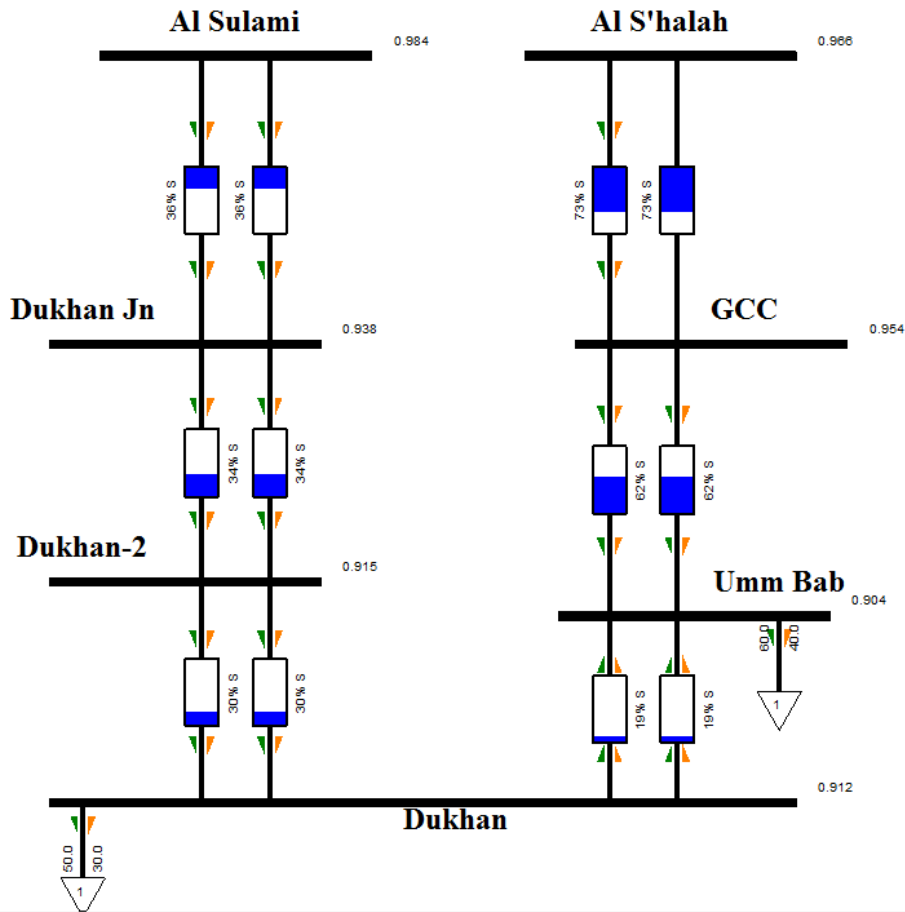 Al Sulami
Al S'halah
0.984
0.966
36% S
36% S
73% S
73% S
Dukhan Jn
GCC
0.938
0.954
34% S
34% S
62% S
62% S
Dukhan-2
0.915
Umm Bab
0.904
60.0
40.0
30% S
30% S
19% S
19% S
1
0.912
Dukhan
50.0
30.0
1